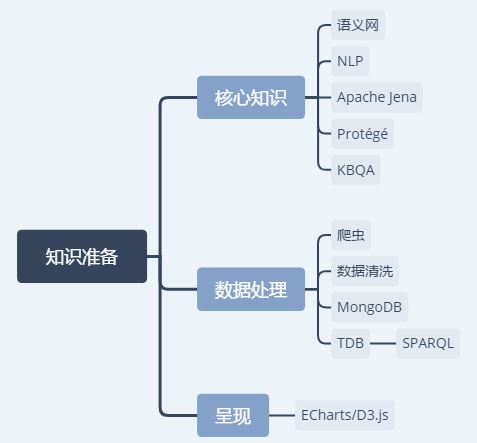 知识准备
核心知识
语义网
NLP
Apache Jena
Protégé
KBQA
数据处理
爬虫
数据清洗
MongoDB
TDB
SPARQL
呈现
ECharts/D3.js